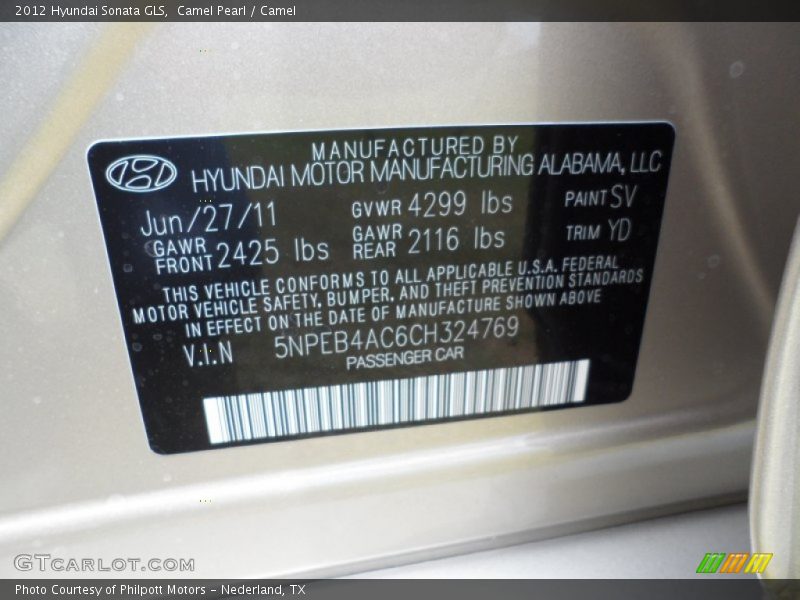 2012 Hyundai Sonata GLS, Camel Pearl / Camel
MANUFACTURED BY
HYUNDAI MOTOR MANUFACTURING ALABAMA, LLC
Jun/27/11 GVWR 4299 lbs PAINT SV
GAWR FRONT 2425 lbs GAWR REAR 2116 lbs TRIM YD
THIS VEHICLE CONFORMS TO ALL APPLICABLE U.S.A. FEDERAL
MOTOR VEHICLE SAFETY, BUMPER, AND THEFT PREVENTION STANDARDS
IN EFFECT ON THE DATE OF MANUFACTURE SHOWN ABOVE
V.I.N 5NPEB4AC6CH324769
PASSENGER CAR
GTCARLOT.COM
Photo Courtesy of Philpott Motors - Nederland, TX